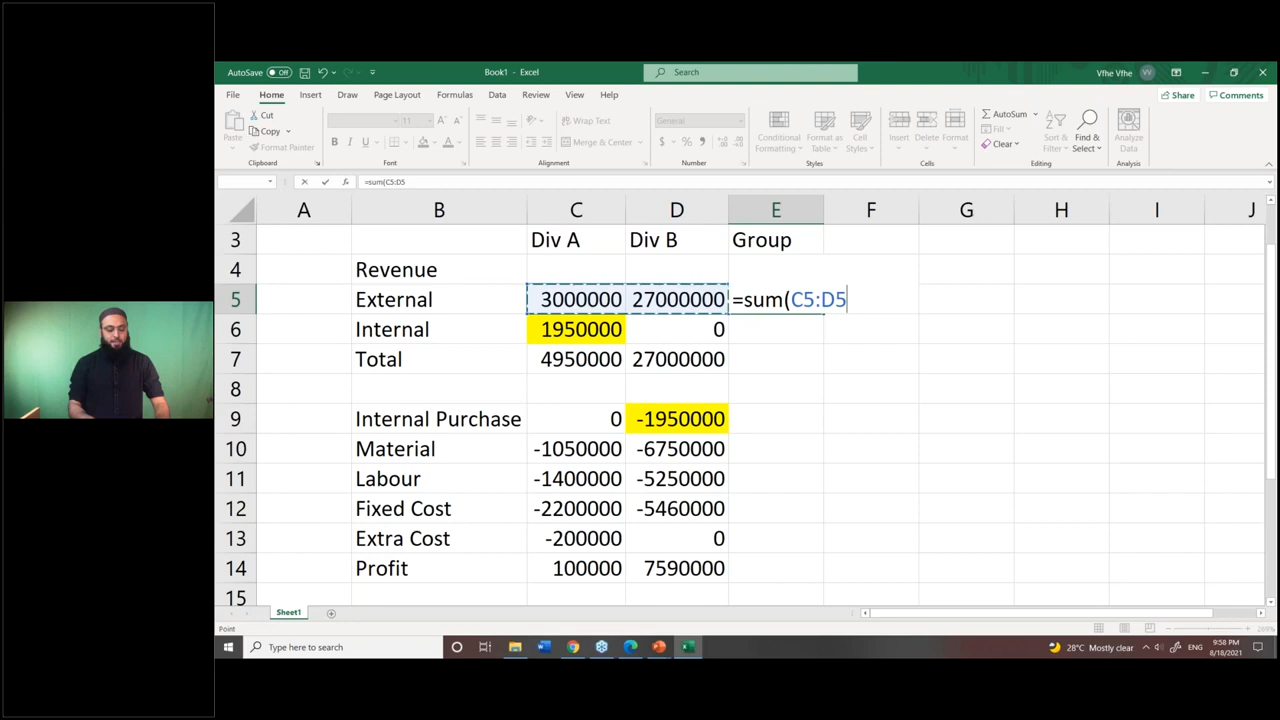 AutoSave Off Book1 - Excel Search Vfhe Vfhe VV
File Home Insert Draw Page Layout Formulas Data Review View Help Share Comments
Paste Cut Copy Format Painter
11 A A
B I U A
Wrap Text
Merge & Center
General
$ % ,
Conditional Formatting Format as Table Cell Styles
Insert Delete Format
AutoSum Fill Clear
Sort & Filter Find & Select Analyze Data
Clipboard Font Alignment Number Styles Cells Editing Analysis
fx =sum(C5:D5
A B C D E F G H I J
3 Div A Div B Group
4 Revenue
5 External 3000000 27000000 =sum(C5:D5
6 Internal 1950000 0
7 Total 4950000 27000000
8
9 Internal Purchase 0 -1950000
10 Material -1050000 -6750000
11 Labour -1400000 -5250000
12 Fixed Cost -2200000 -5460000
13 Extra Cost -200000 0
14 Profit 100000 7590000
15
Sheet1
Point 269%
Type here to search 28°C Mostly clear ENG 9:58 PM
8/18/2021